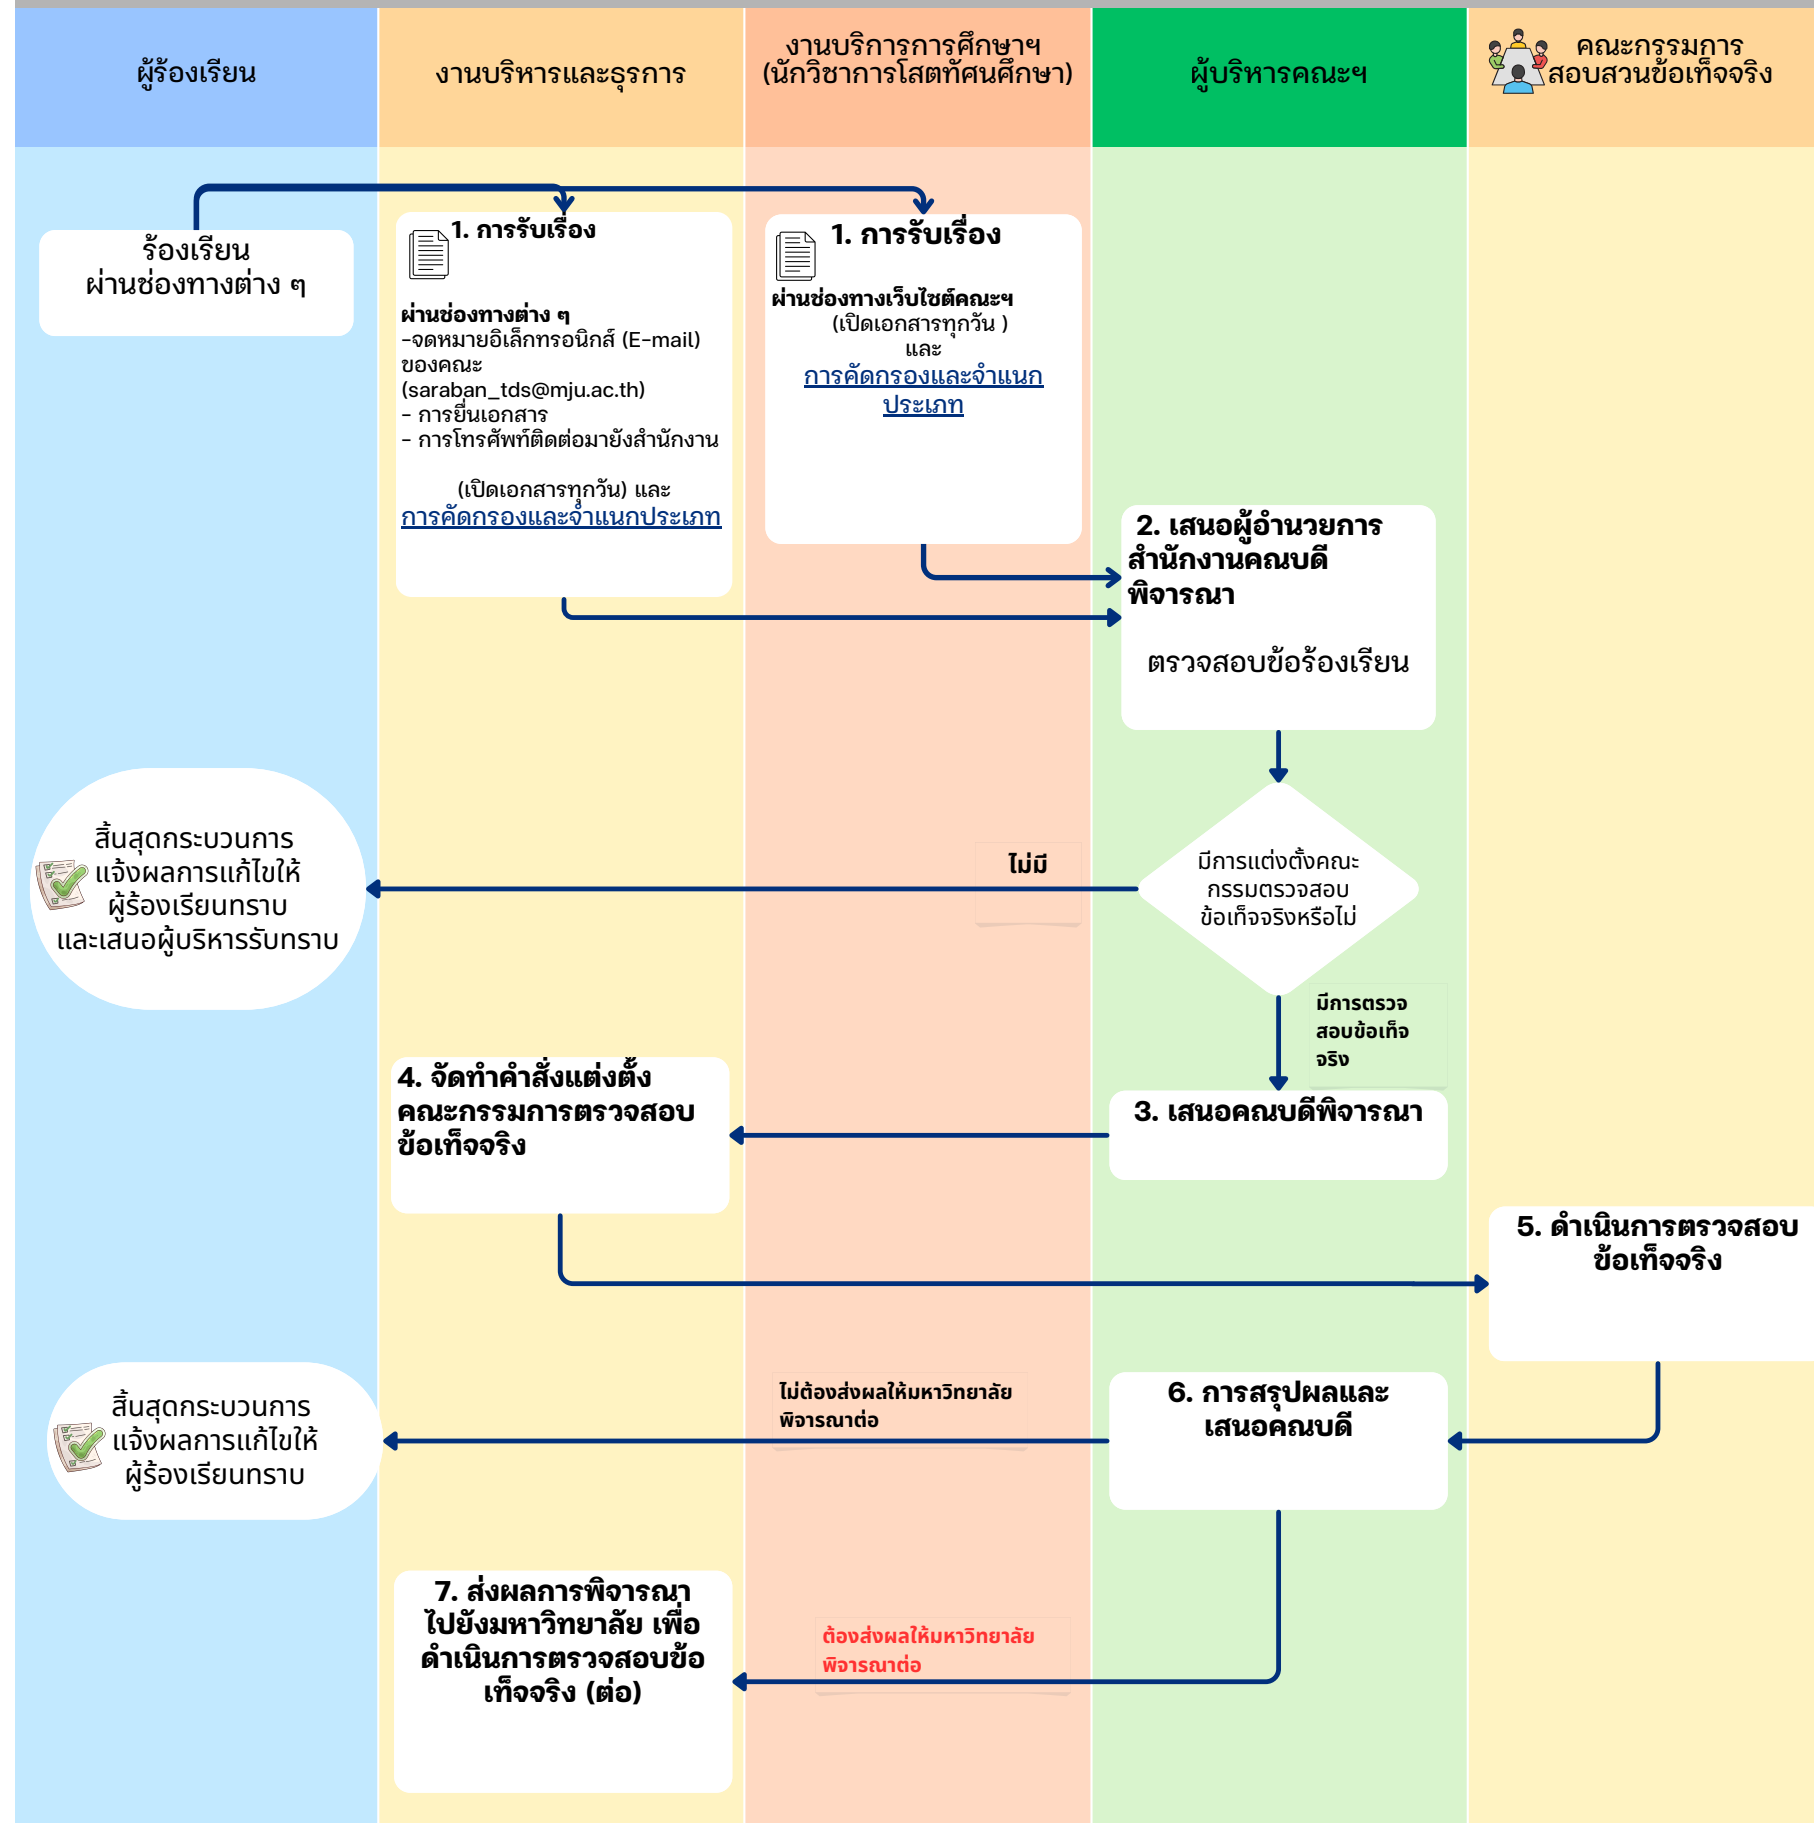 ผู้ร้องเรียน
งานบริหารและธุรการ
งานบริการการศึกษาฯ
(นักวิชาการโสตทัศนศึกษา)
ผู้บริหารคณะฯ
คณะกรรมการ
สอบสวนข้อเท็จจริง
ร้องเรียน
ผ่านช่องทางต่าง ๆ
1. การรับเรื่อง
ผ่านช่องทางต่าง ๆ
-จดหมายอิเล็กทรอนิกส์ (E-mail)
ของคณะ
(saraban_tds@mju.ac.th)
- การยื่นเอกสาร
- การโทรศัพท์ติดต่อมายังสำนักงาน
(เปิดเอกสารทุกวัน) และ
การคัดกรองและจำแนกประเภท
1. การรับเรื่อง
ผ่านช่องทางเว็บไซต์คณะฯ
(เปิดเอกสารทุกวัน )
และ
การคัดกรองและจำแนก
ประเภท
2. เสนอผู้อำนวยการ
สำนักงานคณบดี
พิจารณา
ตรวจสอบข้อร้องเรียน
สิ้นสุดกระบวนการ
แจ้งผลการแก้ไขให้
ผู้ร้องเรียนทราบ
และเสนอผู้บริหารรับทราบ
ไม่มี
มีการแต่งตั้งคณะ
กรรมตรวจสอบ
ข้อเท็จจริงหรือไม่
มีการตรวจ
สอบข้อเท็จ
จริง
3. เสนอคณบดีพิจารณา
4. จัดทำคำสั่งแต่งตั้ง
คณะกรรมการตรวจสอบ
ข้อเท็จจริง
5. ดำเนินการตรวจสอบ
ข้อเท็จจริง
6. การสรุปผลและ
เสนอคณบดี
ไม่ต้องส่งผลให้มหาวิทยาลัย
พิจารณาต่อ
สิ้นสุดกระบวนการ
แจ้งผลการแก้ไขให้
ผู้ร้องเรียนทราบ
ต้องส่งผลให้มหาวิทยาลัย
พิจารณาต่อ
7. ส่งผลการพิจารณา
ไปยังมหาวิทยาลัย เพื่อ
ดำเนินการตรวจสอบข้อ
เท็จจริง (ต่อ)